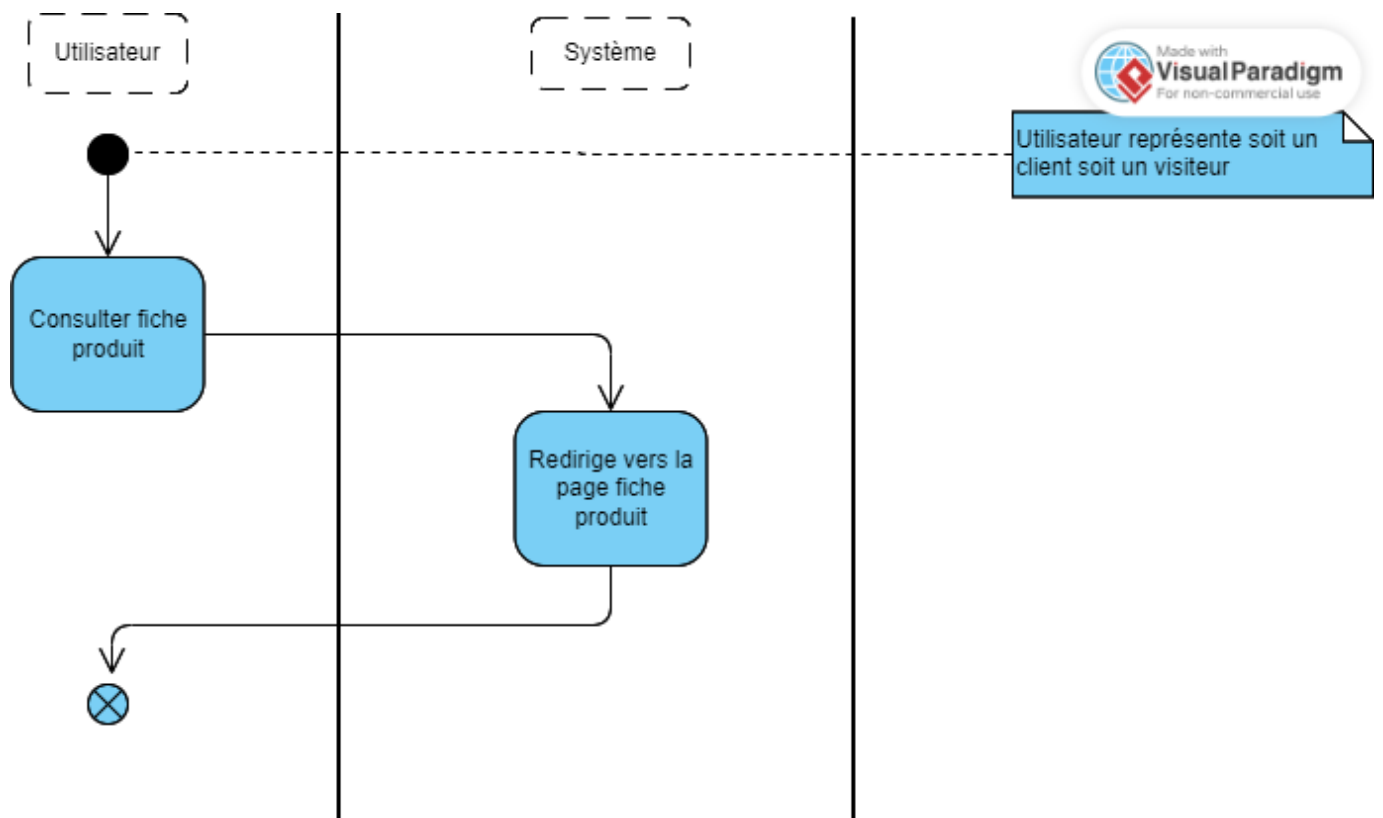 Utilisateur
Système
Made with
Visual Paradigm
For non-commercial use
Utilisateur représente soit un
client soit un visiteur
Consulter fiche
produit
Redirige vers la
page fiche
produit